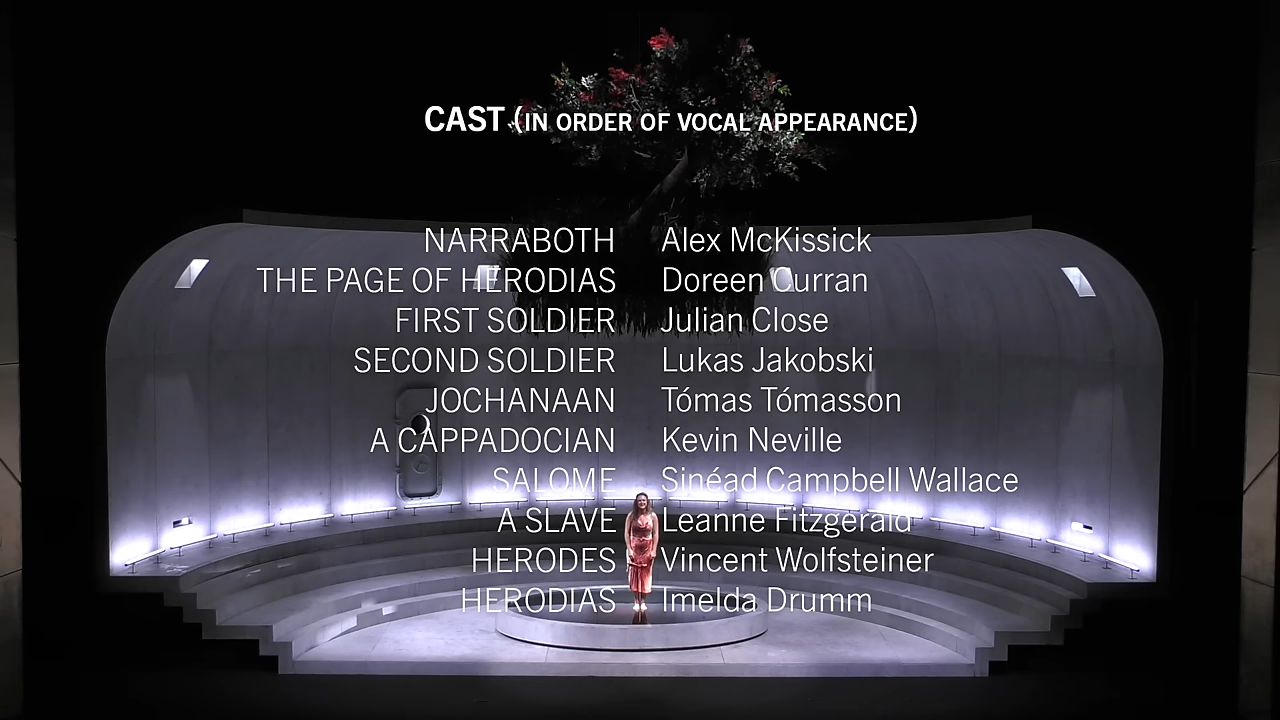 CAST (IN ORDER OF VOCAL APPEARANCE)
NARRABOTH Alex McKissick
THE PAGE OF HERODIAS Doreen Curran
FIRST SOLDIER Julian Close
SECOND SOLDIER Lukas Jakobski
JOCHANAAN Tómas Tómasson
A CAPPADOCIAN Kevin Neville
SALOME Sinéad Campbell Wallace
A SLAVE Leanne Fitzgerald
HERODES Vincent Wolfsteiner
HERODIAS Imelda Drumm